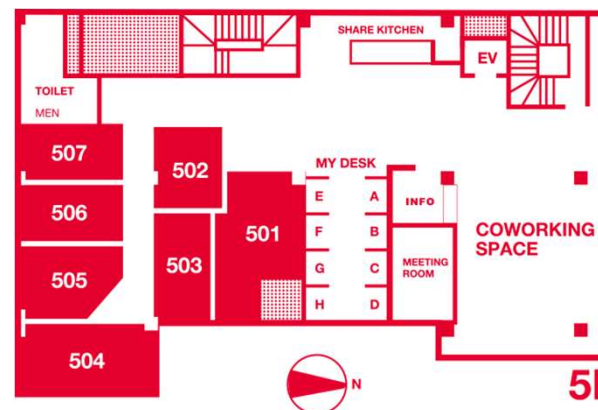 SHARE KITCHEN
EV
TOILET
MEN
507
502
MY DESK
E
A
INFO
506
501
F
B
COWORKING
SPACE
505
503
G
C
MEETING
ROOM
H
D
504
N